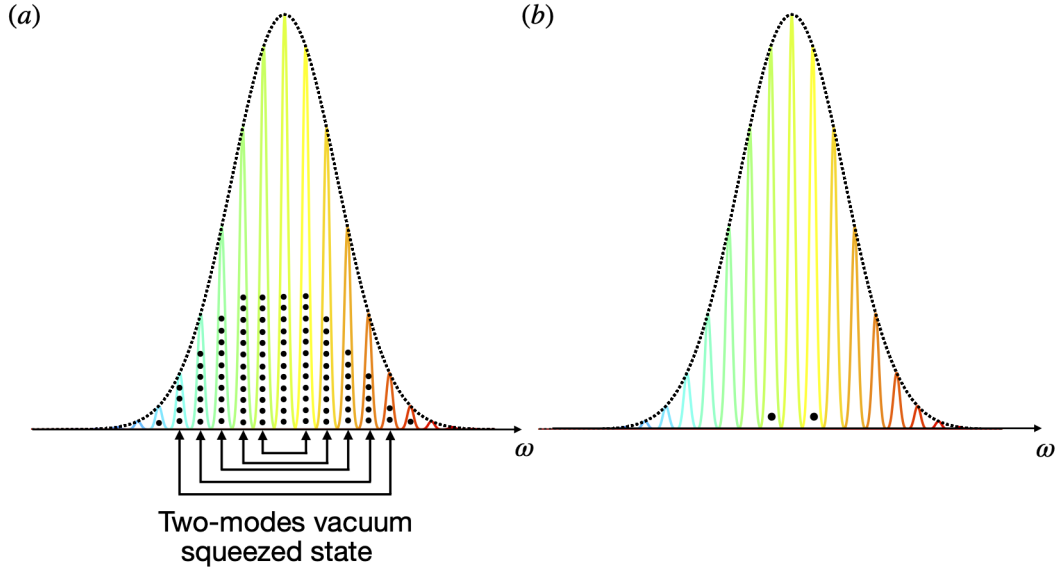 (a)
(b)
ω
ω
Two-modes vacuum
squeezed state